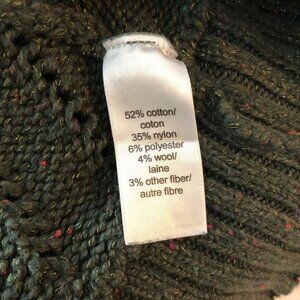 52% cotton/
coton
35% nylon
6% polyester
4% wool/
laine
3% other fiber/
autre fibre